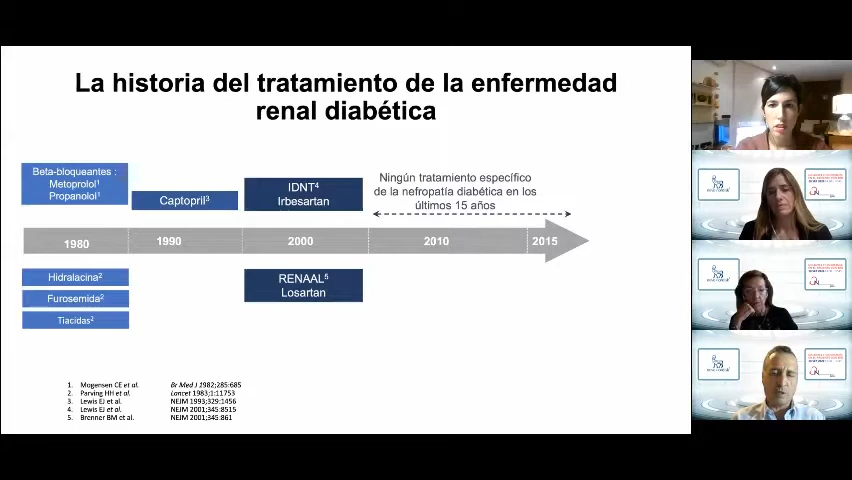 La historia del tratamiento de la enfermedad
renal diabética
Beta-bloqueantes :
Metoprolol¹
Propanolol¹
Captopril³
IDNT⁴
Irbesartan
Ningún tratamiento específico
de la nefropatía diabética en los
últimos 15 años
1980
1990
2000
2010
2015
Hidralacina²
Furosemida²
Tiacidas²
RENAAL⁵
Losartan
1. Mogensen CE et al. Br Med J 1982;285:685
2. Parving HH et al. Lancet 1983;1:11753
3. Lewis EJ et al. NEJM 1993;329:1456
4. Lewis EJ et al. NEJM 2001;345:8515
5. Brenner BM et al. NEJM 2001;345:861